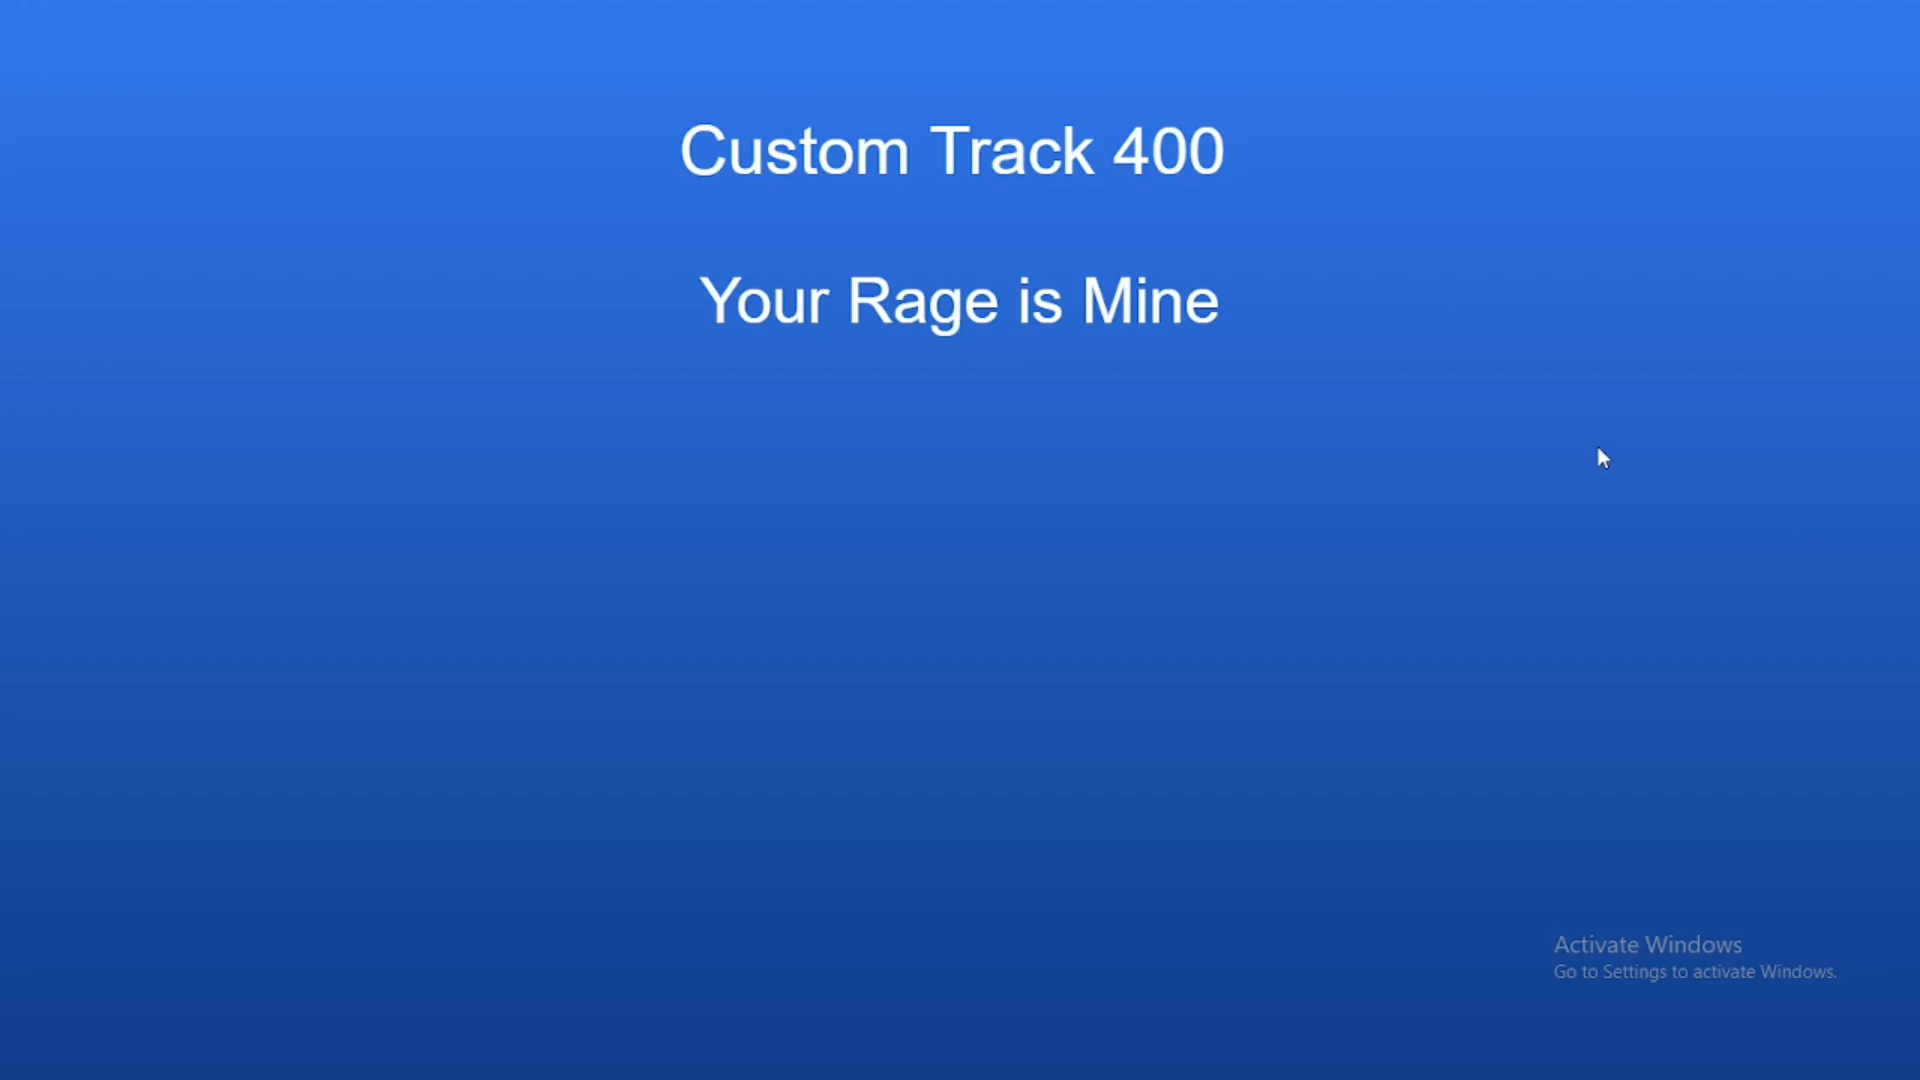 Custom Track 400
Your Rage is Mine
Activate Windows
Go to Settings to activate Windows.